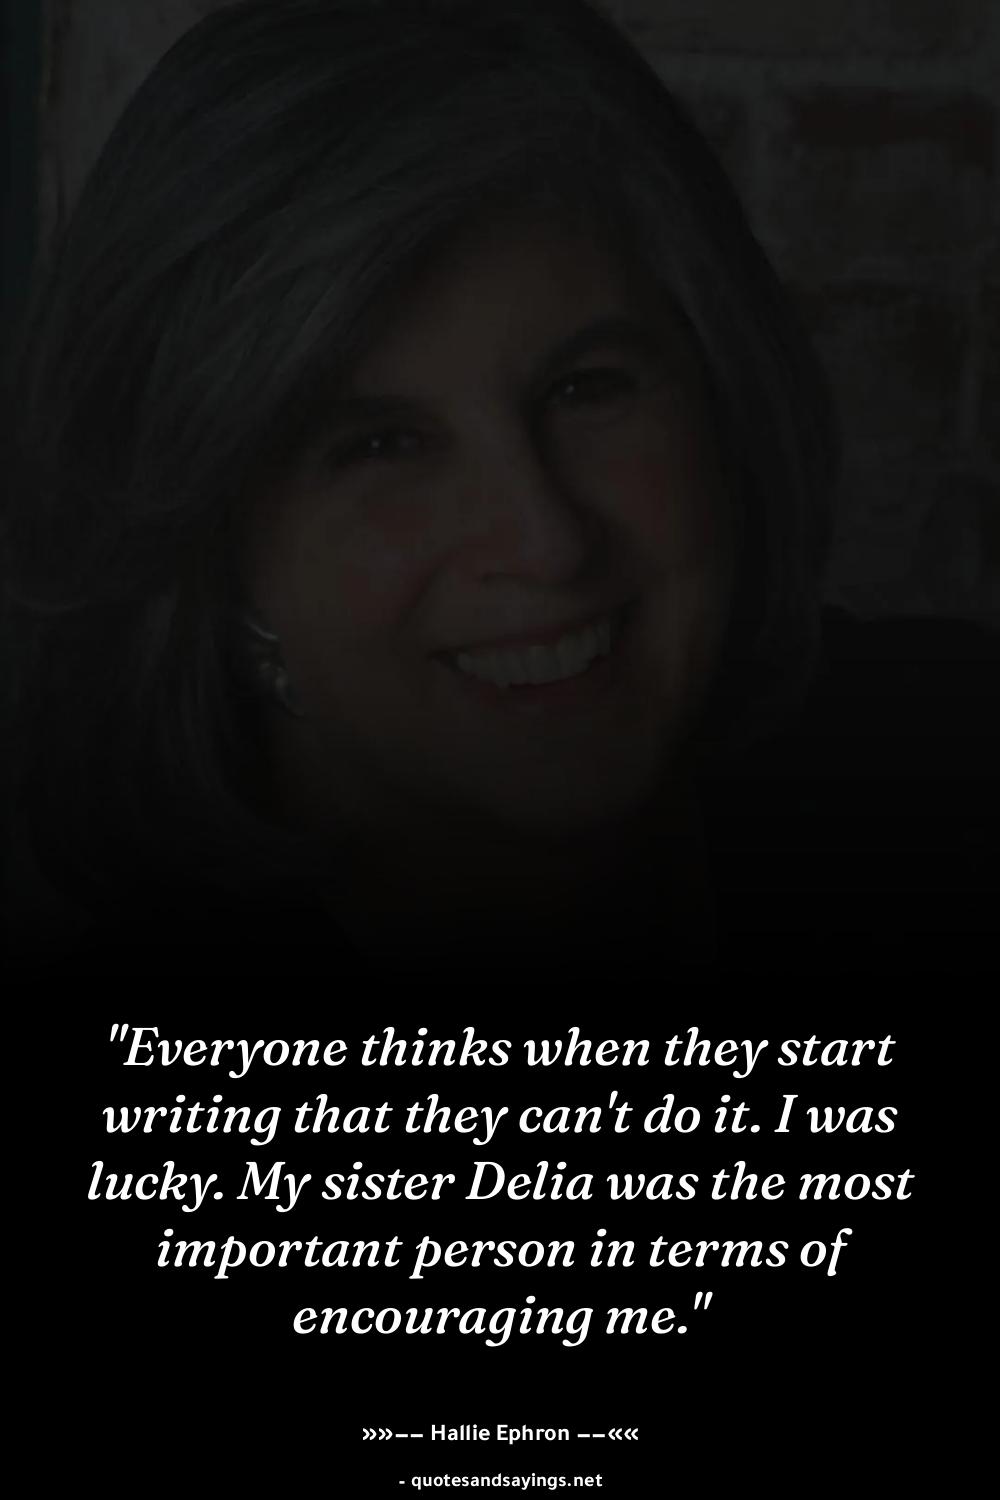 "Everyone thinks when they start
writing that they can't do it. I was
lucky. My sister Delia was the most
important person in terms of
encouraging me."
»»−− Hallie Ephron −−««
- quotesandsayings.net